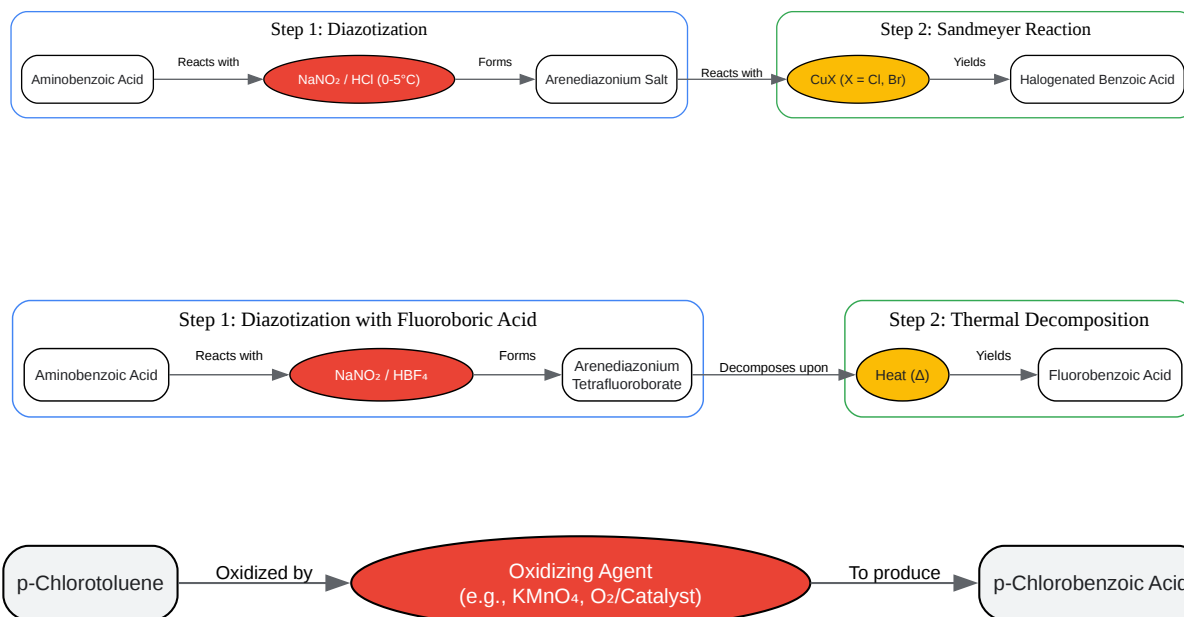 Step 1: Diazotization
Step 2: Sandmeyer Reaction
Aminobenzoic Acid
Reacts with
NaNO₂ / HCl (0-5°C)
Forms
Arenediazonium Salt
Reacts with
CuX (X = Cl, Br)
Yields
Halogenated Benzoic Acid
Step 1: Diazotization with Fluoroboric Acid
Step 2: Thermal Decomposition
Aminobenzoic Acid
Reacts with
NaNO₂ / HBF₄
Forms
Arenediazonium
Tetrafluoroborate
Decomposes upon
Heat (Δ)
Yields
Fluorobenzoic Acid
p-Chlorotoluene
Oxidized by
Oxidizing Agent
(e.g., KMnO₄, O₂/Catalyst)
To produce
p-Chlorobenzoic Acid